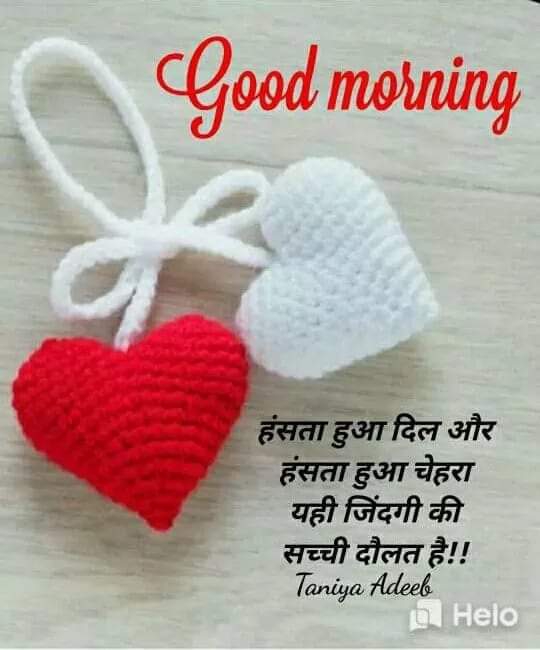 Good morning
हंसता हुआ दिल और
हंसता हुआ चेहरा
यही जिंदगी की
सच्ची दौलत है!!
Taniya Adeeb
Helo